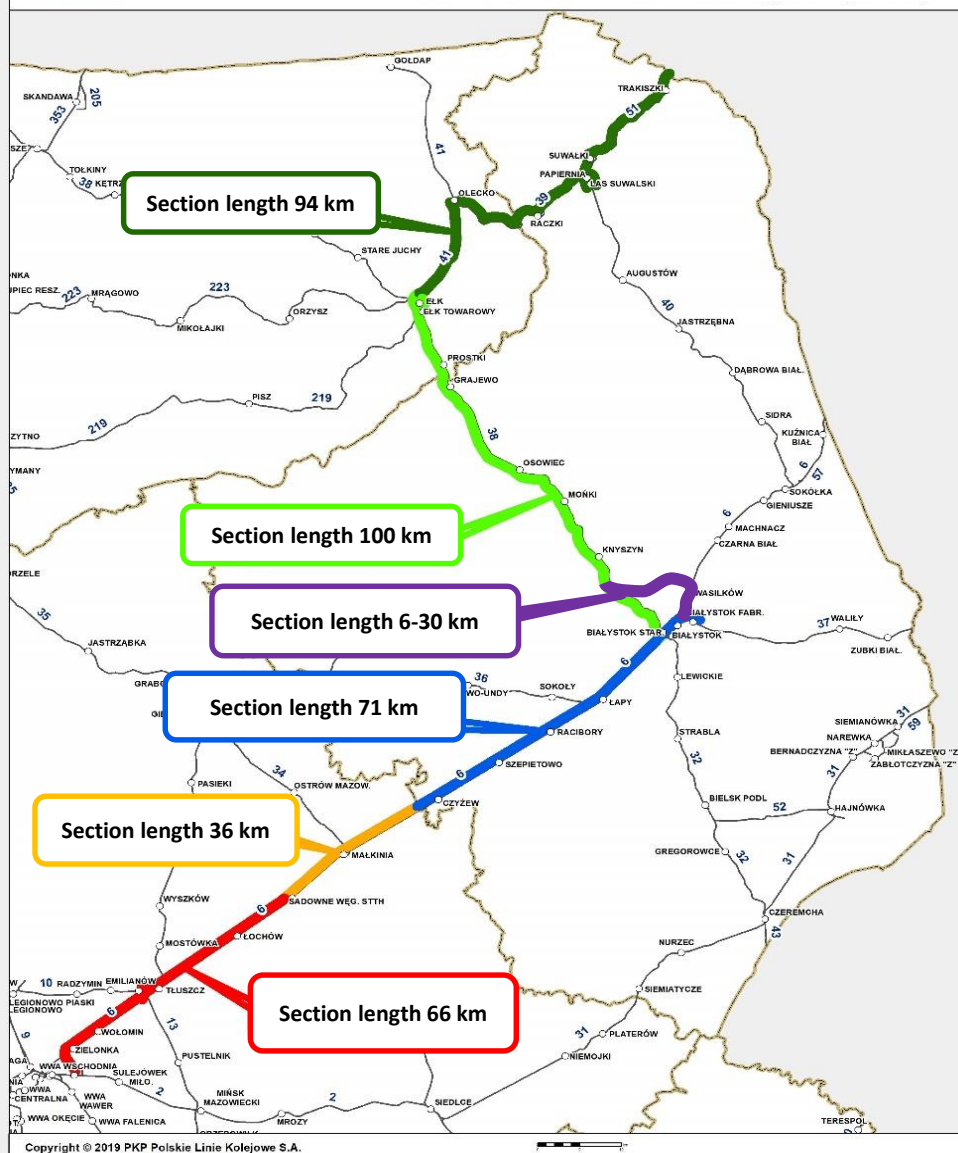 GOŁDAP
SKANDAWA
205
353
TRAKISZKI
51
41
SUWAŁKI
TOŁKINY
PAPIERNIA
LAS SUWALSKI
38
OLECKO
39
Section length 94 km
RACZKI
STARE JUCHY
41
AUGUSTÓW
223
MRĄGOWO
223
EŁK
EŁK TOWAROWY
ORZYSZ
MIKOŁAJKI
40
JASTRZĘBNA
PROSTKI
GRAJEWO
DĄBROWA BIAŁ.
PISZ
219
219
38
SIDRA
KUŹNICA
BIAŁ
OSOWIEC
6
57
SOKÓŁKA
GIENIUSZE
MOŃKI
Section length 100 km
6
MACHNACZ
CZARNA BIAŁ.
KNYSZYN
WASILKÓW
35
Section length 6-30 km
BIAŁYSTOK STAR.
BIAŁYSTOK
37
WALIŁY
ZUBKI BIAŁ.
JASTRZĄBKA
6
36
SOKOŁY
LEWICKIE
ŁAPY
Section length 71 km
RACIBORY
STRABLA
SIEMIANÓWKA
31
59
NAREWKA
MIKŁASZEWO "Z"
BERNADCZYZNA "Z"
ZABŁOTCZYZNA "Z"
SZEPIETOWO
6
32
31
34
PASIEKI
OSTRÓW MAZOW.
CZYŻEW
BIELSK PODL
52
HAJNÓWKA
Section length 36 km
MAŁKINIA
GREGOROWCE
32
31
WYSZKÓW
SADOWNE WĘG. STTH
6
CZEREMCHA
43
MOSTÓWKA
ŁOCHÓW
NURZEC
10
RADZYMIN
EMILIANÓW
TŁUSZCZ
LEGIONOWO PIASKI
LEGIONOWO
SIEMIATYCZE
Section length 66 km
6
WOŁOMIN
13
9
ZIELONKA
31
PLATERÓW
NIEMOJKI
PUSTELNIK
WWA WSCHODNIA
SULEJÓWEK
MIŁO.
2
WWA
CENTRALNA
WWA
WAWER
MIŃSK
MAZOWIECKI
2
MROZY
SIEDLCE
WWA OKĘCIE
WWA FALENICA
TERESPOL
Copyright © 2019 PKP Polskie Linie Kolejowe S.A.